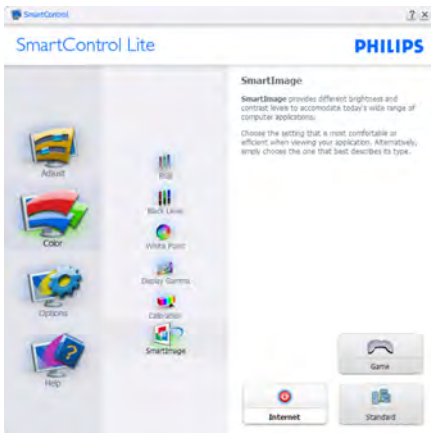 SmartControl
SmartControl Lite
PHILIPS
Adjust
Color
Options
Help
RGB
Black Level
White Point
Display Gamma
Calibration
SmartImage
SmartImage
SmartImage provides different brightness and
contrast levels to accomodate today's wide range of
computer applications.
Choose the setting that is most comfortable or
efficient when viewing your application. Alternatively,
simply choose the one that best describes its type.
Game
Internet
Standard